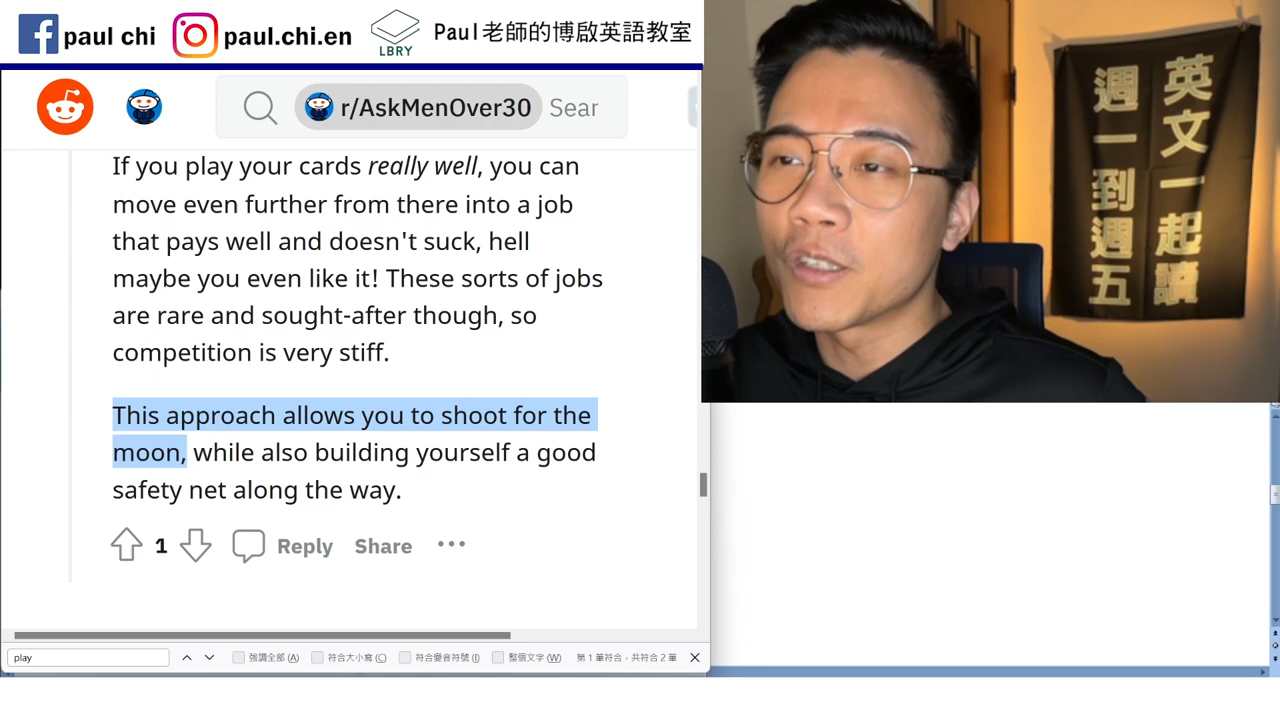 paul chi
paul.chi.en
LBRY
Paul老師的博啟英語教室
r/AskMenOver30 Sear
If you play your cards really well, you can
move even further from there into a job
that pays well and doesn't suck, hell
maybe you even like it! These sorts of jobs
are rare and sought-after though, so
competition is very stiff.
This approach allows you to shoot for the
moon, while also building yourself a good
safety net along the way.
1 Reply Share
play
強調全部 (A) 符合大小寫 (C) 符合變音符號 (I) 整個文字 (W) 第 1 筆符合，共符合 2 筆
英文一起讀
週一到週五